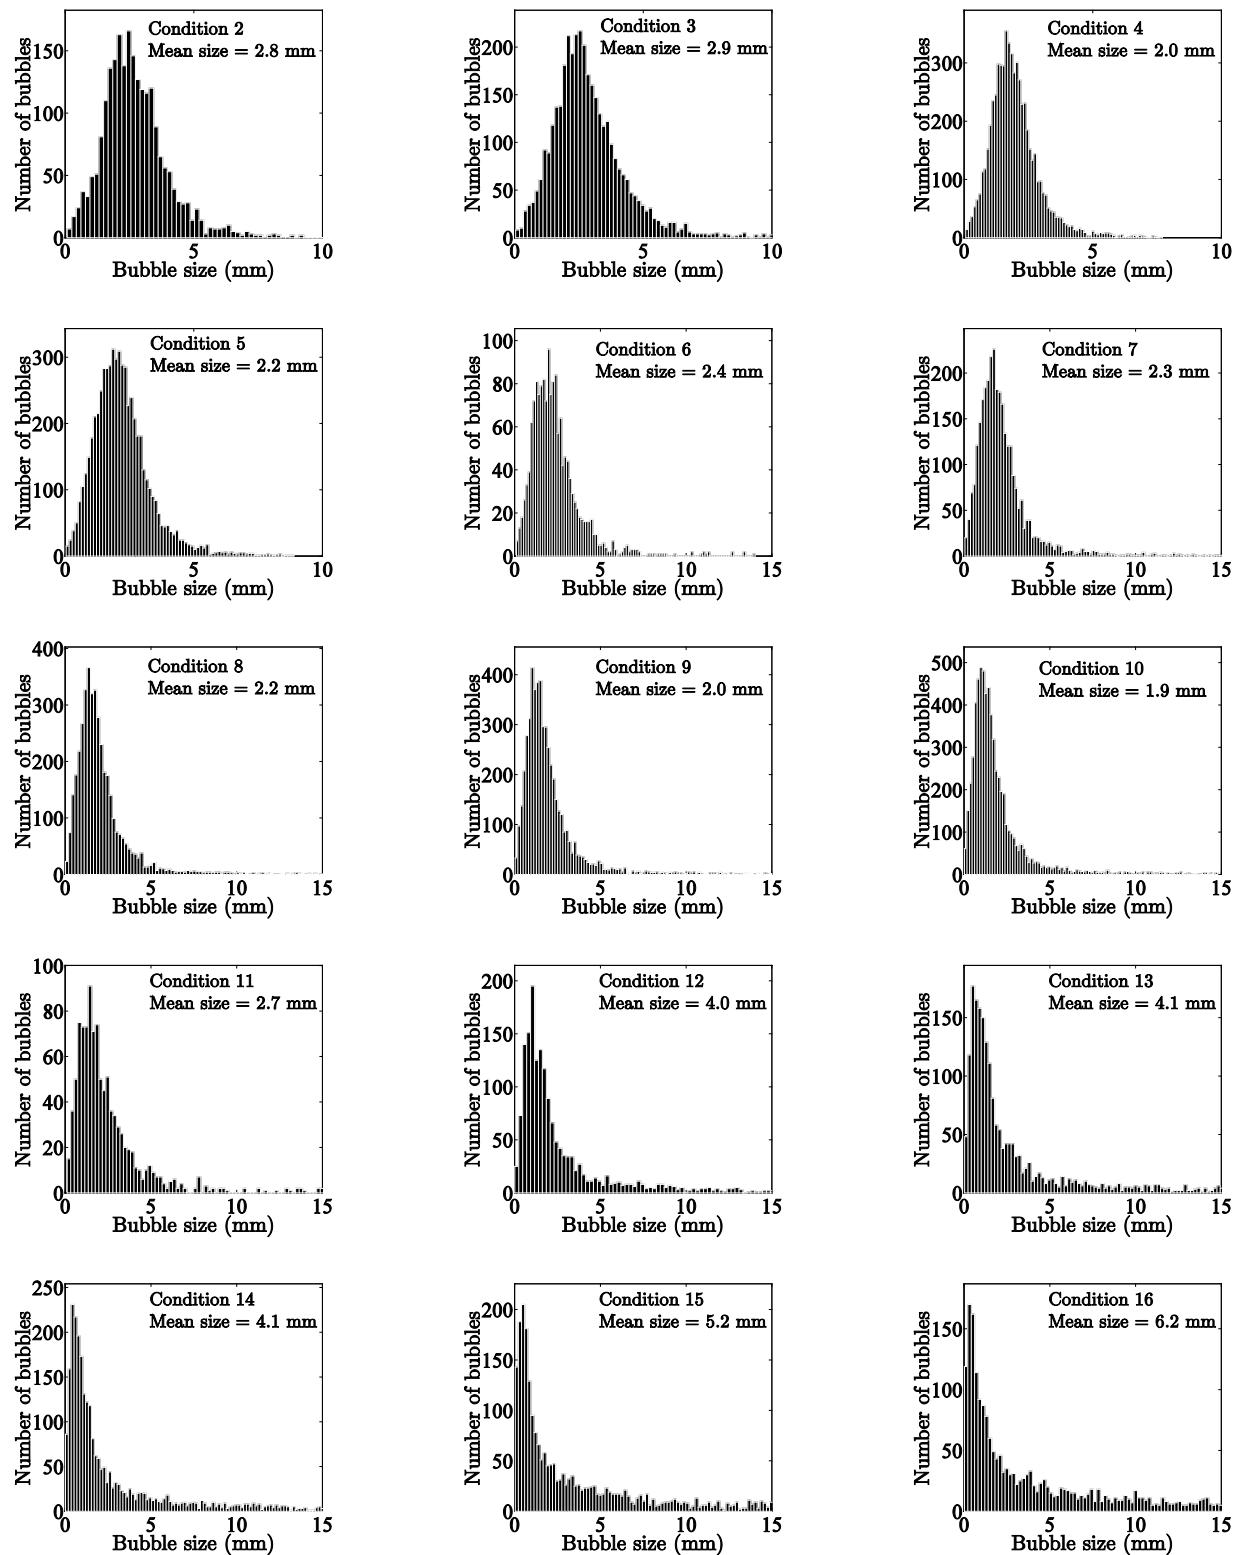 Condition 2
Mean size = 2.8 mm
Number of bubbles
150
100
50
0
0 5 10
Bubble size (mm)
Condition 3
Mean size = 2.9 mm
Number of bubbles
200
150
100
50
0
0 5 10
Bubble size (mm)
Condition 4
Mean size = 2.0 mm
Number of bubbles
300
200
100
0
0 5 10
Bubble size (mm)
Condition 5
Mean size = 2.2 mm
Number of bubbles
300
200
100
0
0 5 10
Bubble size (mm)
Condition 6
Mean size = 2.4 mm
Number of bubbles
100
80
60
40
20
0
0 5 10 15
Bubble size (mm)
Condition 7
Mean size = 2.3 mm
Number of bubbles
200
150
100
50
0
0 5 10 15
Bubble size (mm)
Condition 8
Mean size = 2.2 mm
Number of bubbles
400
300
200
100
0
0 5 10 15
Bubble size (mm)
Condition 9
Mean size = 2.0 mm
Number of bubbles
400
300
200
100
0
0 5 10 15
Bubble size (mm)
Condition 10
Mean size = 1.9 mm
Number of bubbles
500
400
300
200
100
0
0 5 10 15
Bubble size (mm)
Condition 11
Mean size = 2.7 mm
Number of bubbles
100
80
60
40
20
0
0 5 10 15
Bubble size (mm)
Condition 12
Mean size = 4.0 mm
Number of bubbles
200
150
100
50
0
0 5 10 15
Bubble size (mm)
Condition 13
Mean size = 4.1 mm
Number of bubbles
150
100
50
0
0 5 10 15
Bubble size (mm)
Condition 14
Mean size = 4.1 mm
Number of bubbles
250
200
150
100
50
0
0 5 10 15
Bubble size (mm)
Condition 15
Mean size = 5.2 mm
Number of bubbles
200
150
100
50
0
0 5 10 15
Bubble size (mm)
Condition 16
Mean size = 6.2 mm
Number of bubbles
150
100
50
0
0 5 10 15
Bubble size (mm)